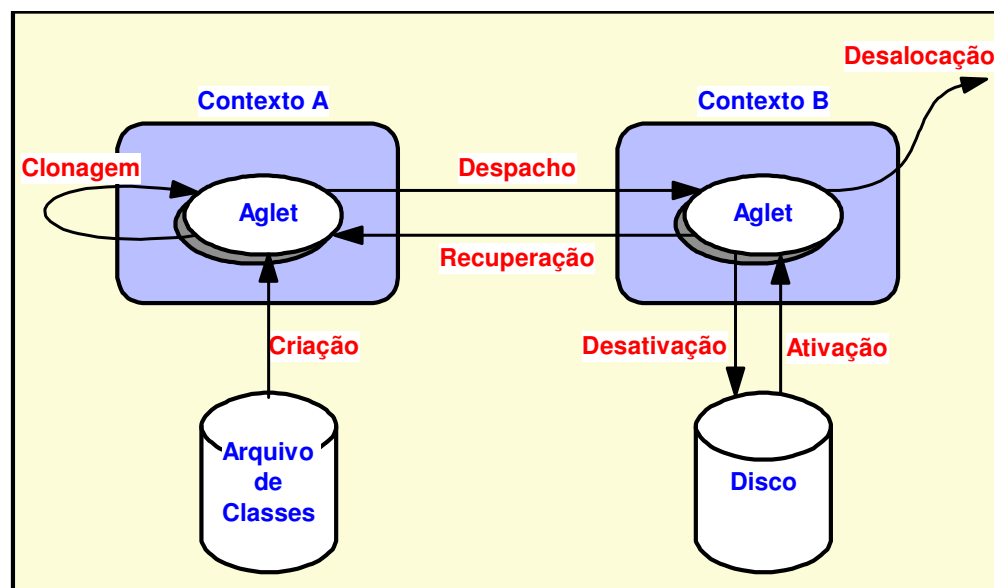 Desalocação
Contexto A
Contexto B
Clonagem
Despacho
Aglet
Aglet
Recuperação
Criação
Desativação
Ativação
Arquivo
de
Classes
Disco